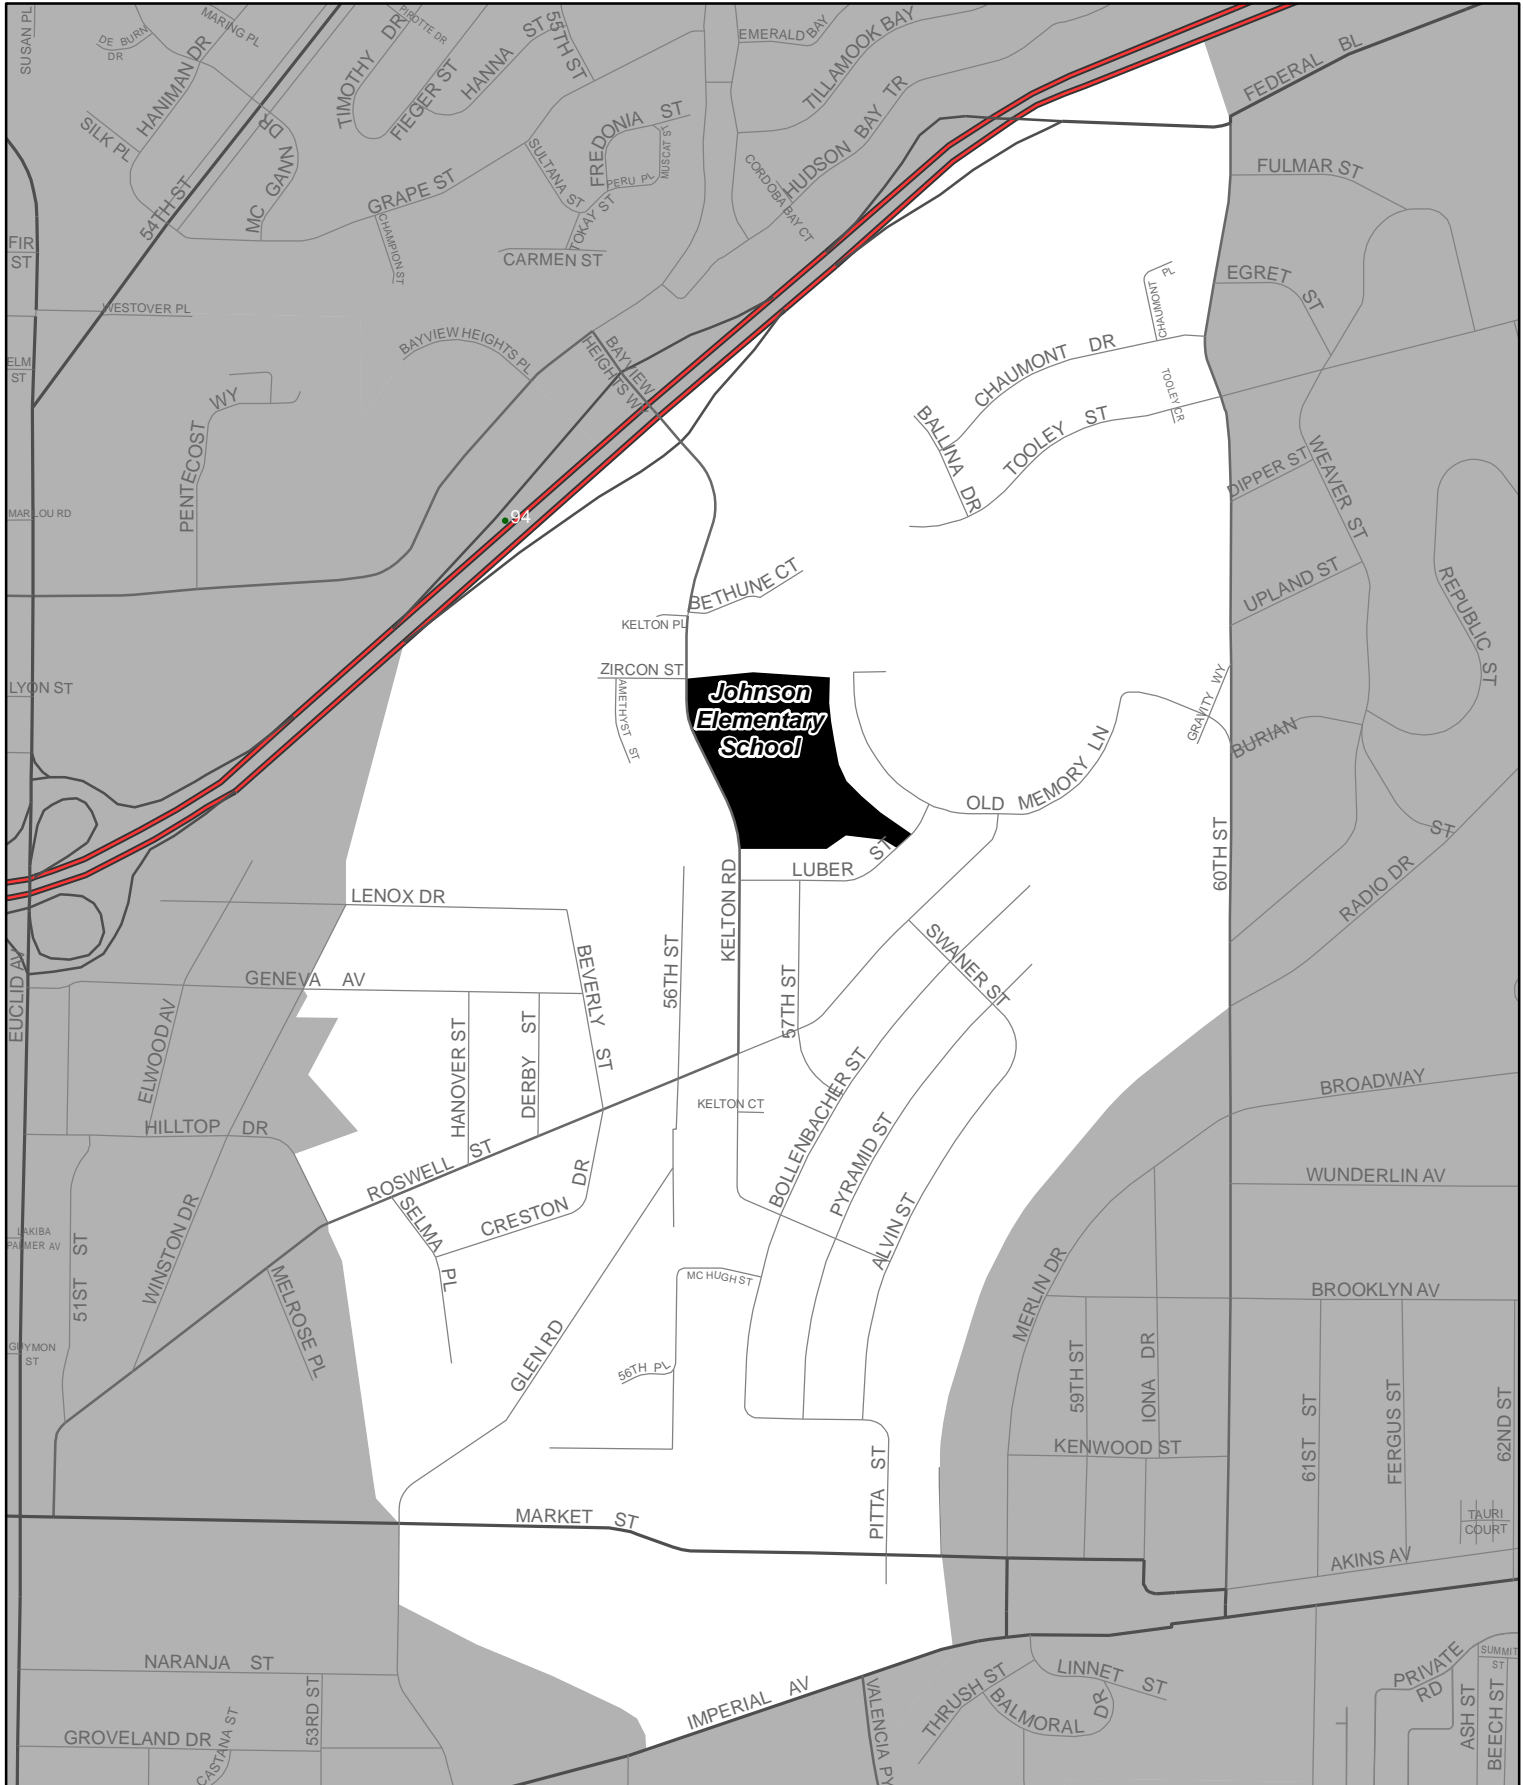 SUSAN PL
DE BURN
DR
MARING PL
HANIMAN DR
SILK PL
54TH ST
MC GANN
DR
TIMOTHY DR
PIROTTE DR
FIEGER ST
HANNA ST
55TH ST
GRAPE ST
CHAMPION ST
SULTANA ST
FREDONIA ST
MUSCAT ST
PERU PL
TOKAY ST
CARMEN ST
EMERALD BAY
TILLAMOOK BAY
HUDSON BAY TR
CORDOBA BAY CT
FEDERAL BL
FULMAR ST
EGRET ST
FIR
ST
WESTOVER PL
ELM
ST
BAYVIEW HEIGHTS PL
BAYVIEW
HEIGHTS WY
PENTECOST WY
MARILOU RD
94
CHAUMONT PL
CHAUMONT DR
TOOLEY CR
TOOLEY ST
BALLINA DR
DIPPER ST
WEAVER ST
UPLAND ST
REPUBLIC ST
BETHUNE CT
KELTON PL
ZIRCON ST
AMETHYST ST
LYON ST
Johnson
Elementary
School
GRAVITY WY
BURIAN
ST
OLD MEMORY LN
60TH ST
RADIO DR
LUBER ST
KELTON RD
LENOX DR
GENEVA AV
EUCLID AV
ELWOOD AV
BEVERLY ST
56TH ST
57TH ST
SWANER ST
HANOVER ST
DERBY ST
HILLTOP DR
KELTON CT
BOLLENBACHER ST
PYRAMID ST
ALVIN ST
BROADWAY
WUNDERLIN AV
ROSWELL ST
SELMA PL
CRESTON DR
WINSTON DR
51ST ST
LAKIBA
PALMER AV
MELROSE PL
GUYMON
ST
MC HUGH ST
MERLIN DR
BROOKLYN AV
GLEN RD
56TH PL
59TH ST
IONA DR
61ST ST
FERGUS ST
62ND ST
KENWOOD ST
PITTA ST
MARKET ST
TAURI
COURT
AKINS AV
NARANJA ST
53RD ST
GROVELAND DR
CASTANA ST
IMPERIAL AV
VALENCIA PY
THRUSH ST
LINNET ST
BALMORAL DR
PRIVATE
RD
SUMMIT
ST
ASH ST
BEECH ST